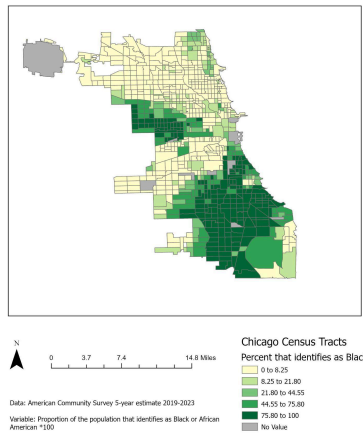 N
0 3.7 7.4 14.8 Miles
Data: American Community Survey 5-year estimate 2019-2023
Variable: Proportion of the population that identifies as Black or African
American *100
Chicago Census Tracts
Percent that identifies as Blac
0 to 8.25
8.25 to 21.80
21.80 to 44.55
44.55 to 75.80
75.80 to 100
No Value